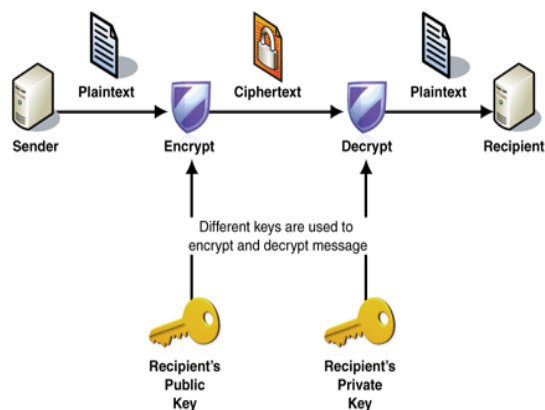 Plaintext
Ciphertext
Plaintext
Sender
Encrypt
Decrypt
Recipient
Different keys are used to
encrypt and decrypt message
Recipient's
Public
Key
Recipient's
Private
Key